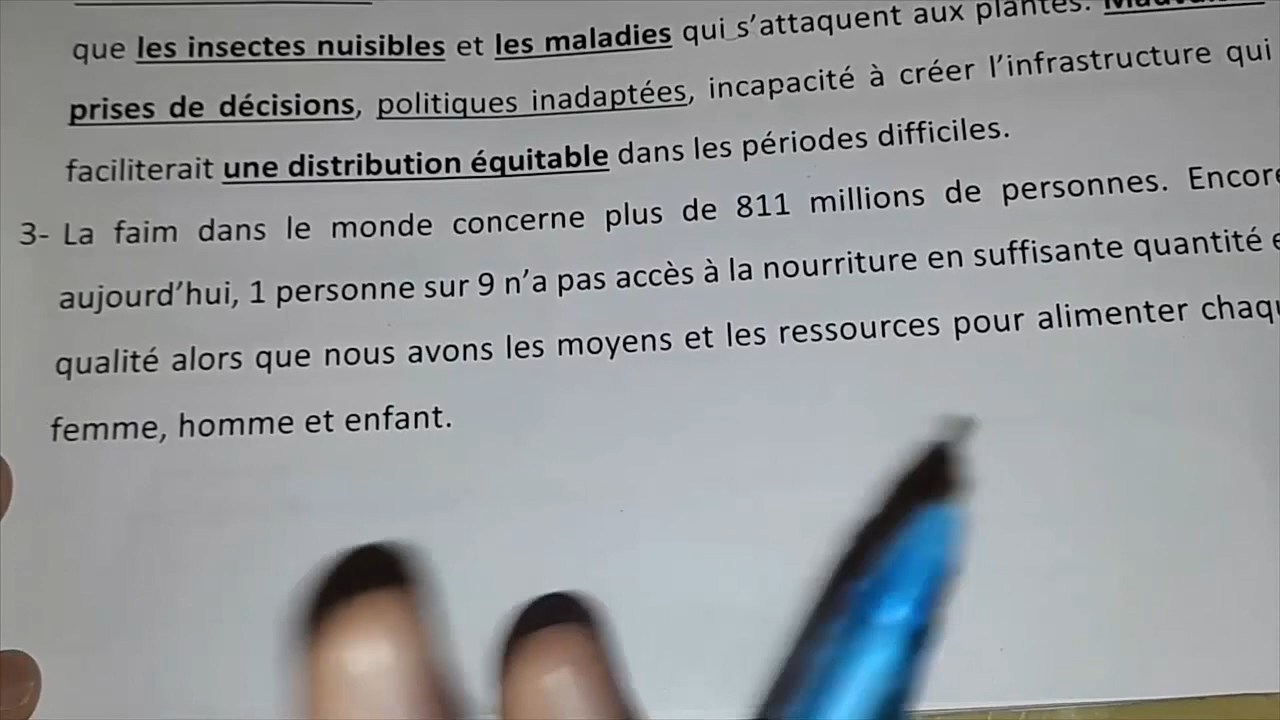 que les insectes nuisibles et les maladies qui s'attaquent aux plantes.
prises de décisions, politiques inadaptées, incapacité à créer l'infrastructure qui
faciliterait une distribution équitable dans les périodes difficiles.
3- La faim dans le monde concerne plus de 811 millions de personnes. Encore
aujourd'hui, 1 personne sur 9 n'a pas accès à la nourriture en suffisante quantité
qualité alors que nous avons les moyens et les ressources pour alimenter
femme, homme et enfant.